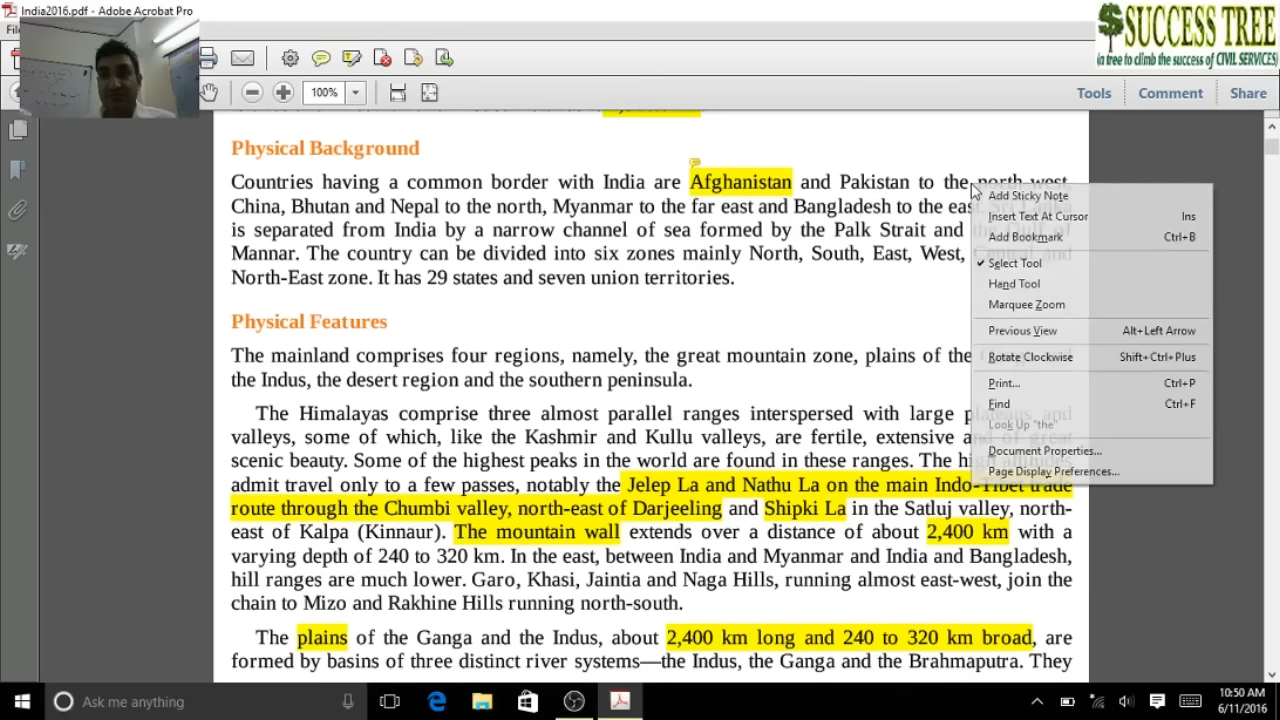 India2016.pdf - Adobe Acrobat Pro
SUCCESS TREE
(a tree to climb the success of CIVIL SERVICES)
100%
Tools
Comment
Share
Physical Background
Countries having a common border with India are Afghanistan and Pakistan to the north-west,
China, Bhutan and Nepal to the north, Myanmar to the far east and Bangladesh to the east.
is separated from India by a narrow channel of sea formed by the Palk Strait and the Gulf of
Mannar. The country can be divided into six zones mainly North, South, East, West, Central and
North-East zone. It has 29 states and seven union territories.
Physical Features
The mainland comprises four regions, namely, the great mountain zone, plains of the
the Indus, the desert region and the southern peninsula.
The Himalayas comprise three almost parallel ranges interspersed with large plateaus and
valleys, some of which, like the Kashmir and Kullu valleys, are fertile, extensive and of great
scenic beauty. Some of the highest peaks in the world are found in these ranges. The high altitudes
admit travel only to a few passes, notably the Jelep La and Nathu La on the main Indo-Tibet trade
route through the Chumbi valley, north-east of Darjeeling and Shipki La in the Satluj valley, north-
east of Kalpa (Kinnaur). The mountain wall extends over a distance of about 2,400 km with a
varying depth of 240 to 320 km. In the east, between India and Myanmar and India and Bangladesh,
hill ranges are much lower. Garo, Khasi, Jaintia and Naga Hills, running almost east-west, join the
chain to Mizo and Rakhine Hills running north-south.
The plains of the Ganga and the Indus, about 2,400 km long and 240 to 320 km broad, are
formed by basins of three distinct river systems—the Indus, the Ganga and the Brahmaputra. They
Add Sticky Note
Insert Text At Cursor Ins
Add Bookmark Ctrl+B
Select Tool
Hand Tool
Marquee Zoom
Previous View Alt+Left Arrow
Rotate Clockwise Shift+Ctrl+Plus
Print... Ctrl+P
Find Ctrl+F
Look Up "the"
Document Properties...
Page Display Preferences...
Ask me anything
10:50 AM
6/11/2016